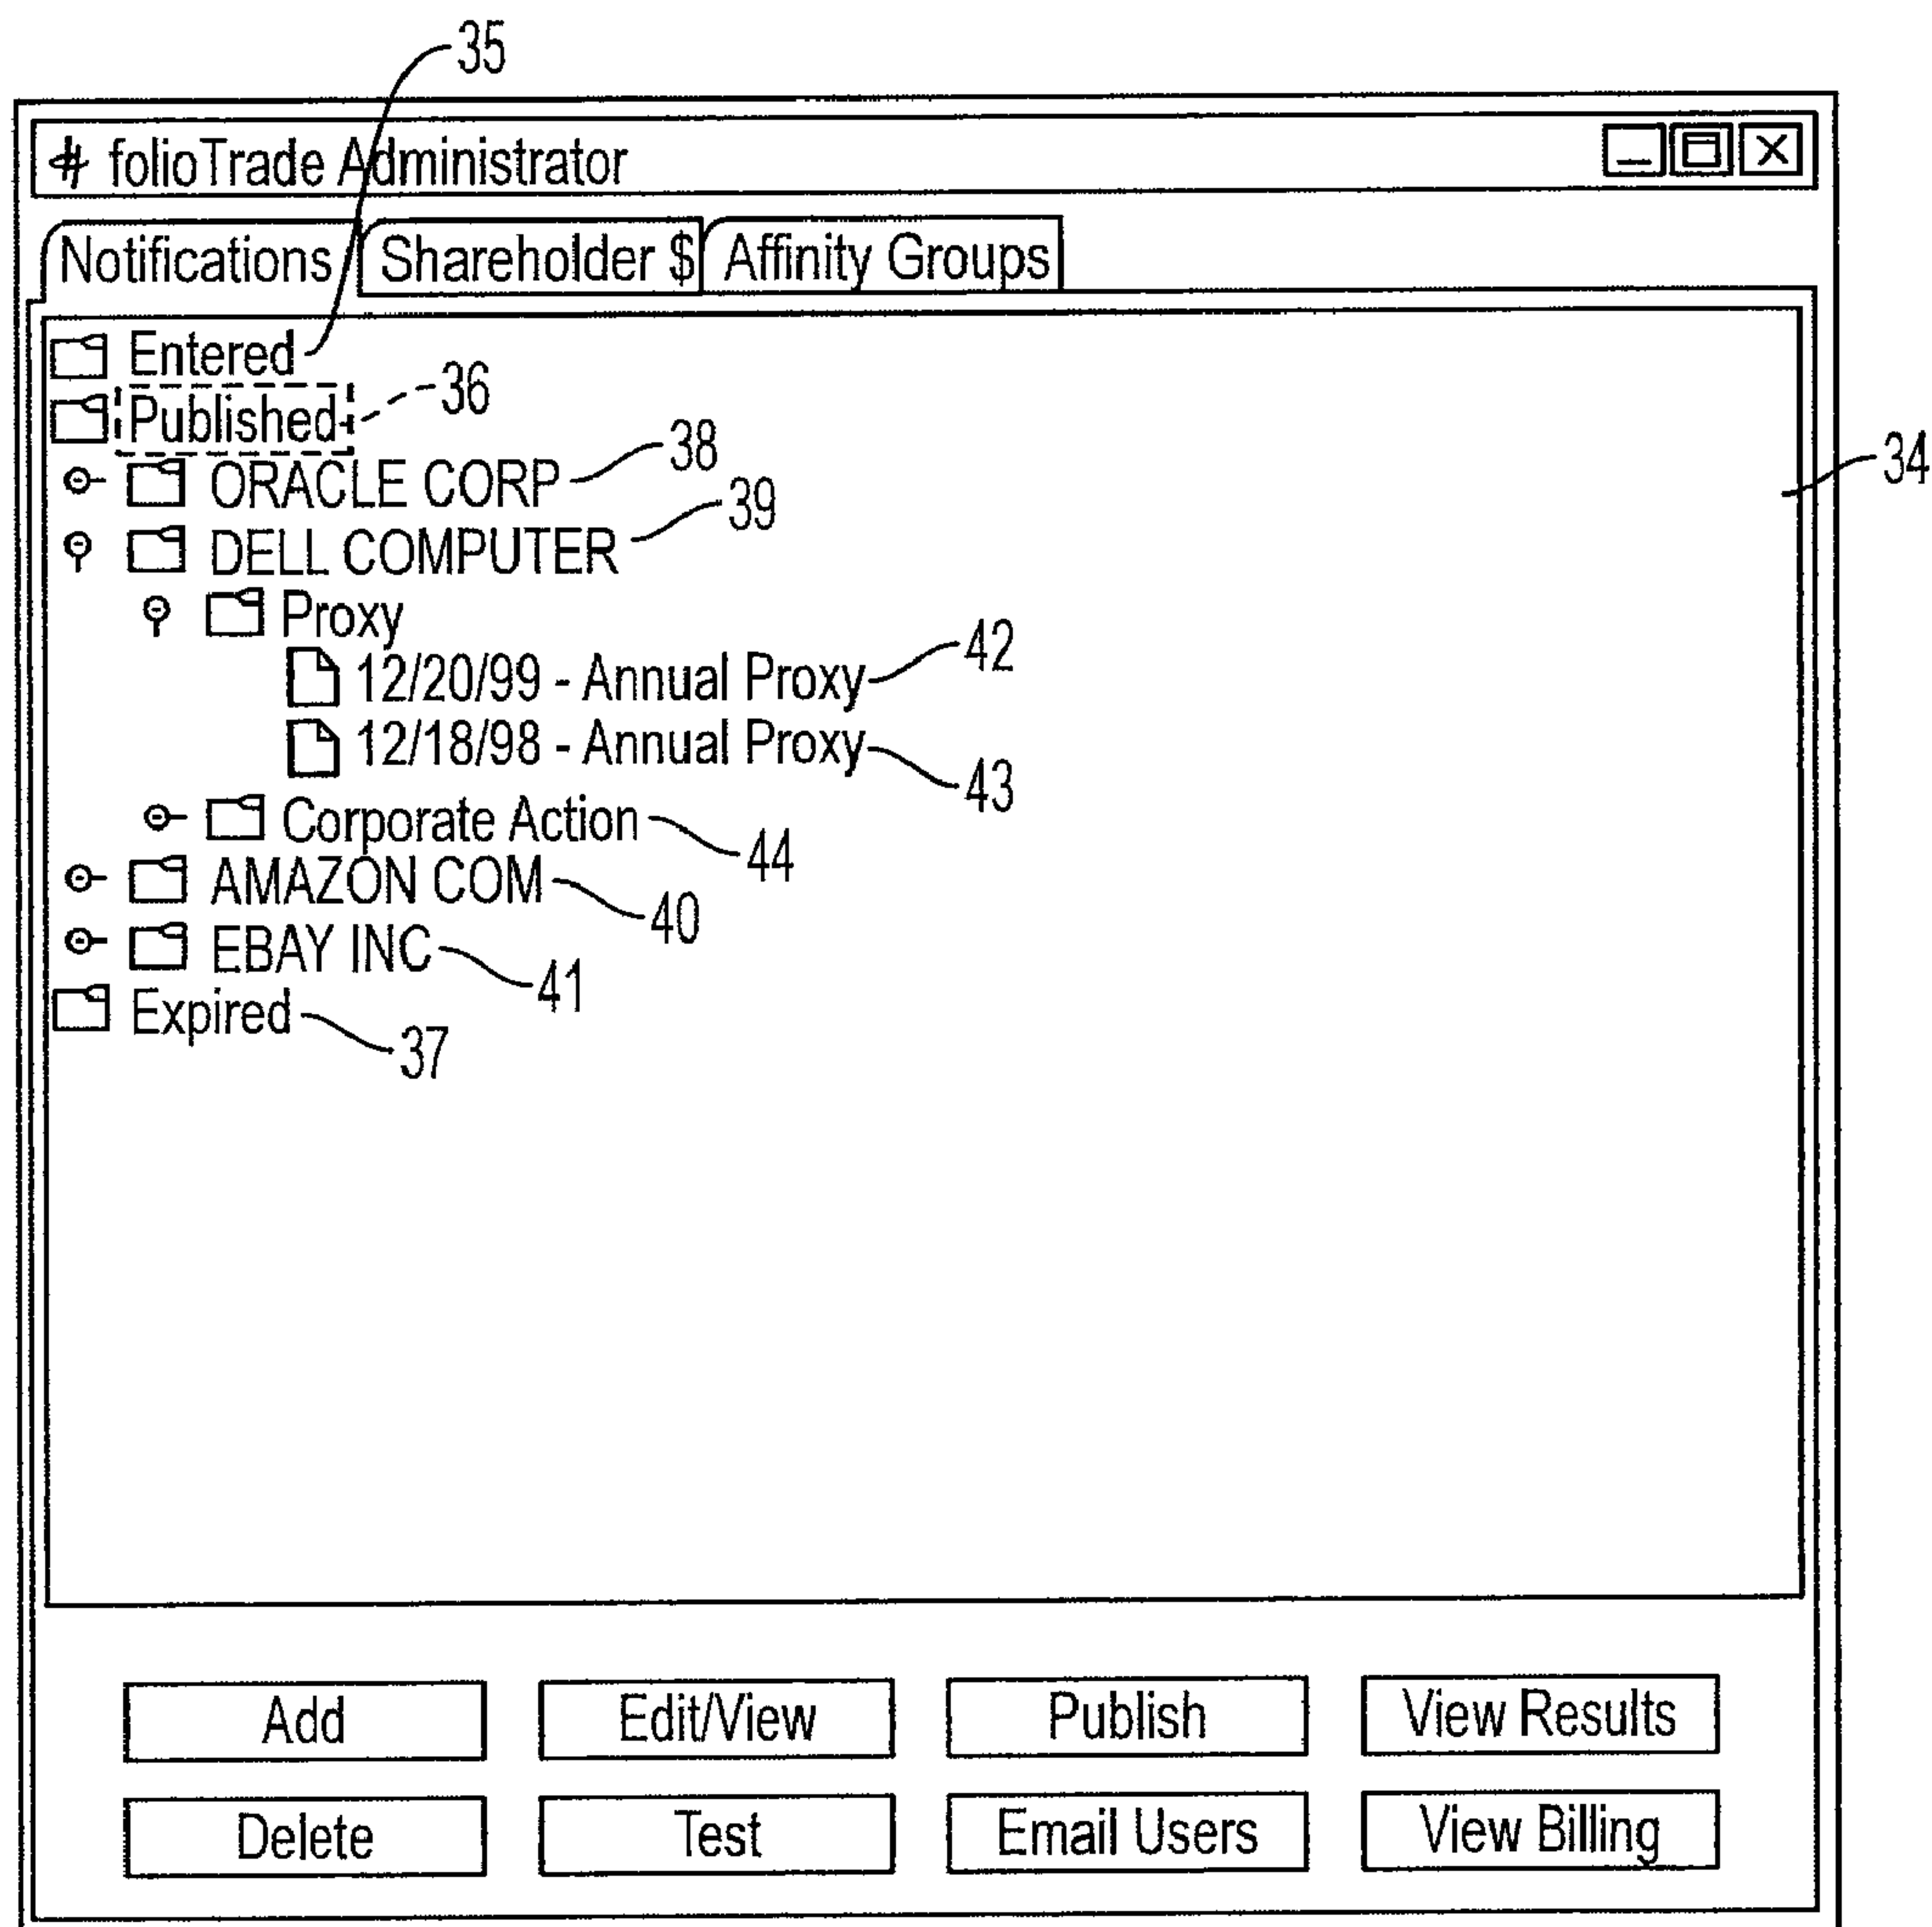 35
# folioTrade Administrator
Notifications Shareholder $ Affinity Groups
Entered
Published 36
ORACLE CORP 38
34
DELL COMPUTER 39
Proxy
12/20/99 - Annual Proxy 42
12/18/98 - Annual Proxy 43
Corporate Action 44
AMAZON COM 40
EBAY INC 41
Expired 37
Add Edit/View Publish View Results
Delete Test Email Users View Billing